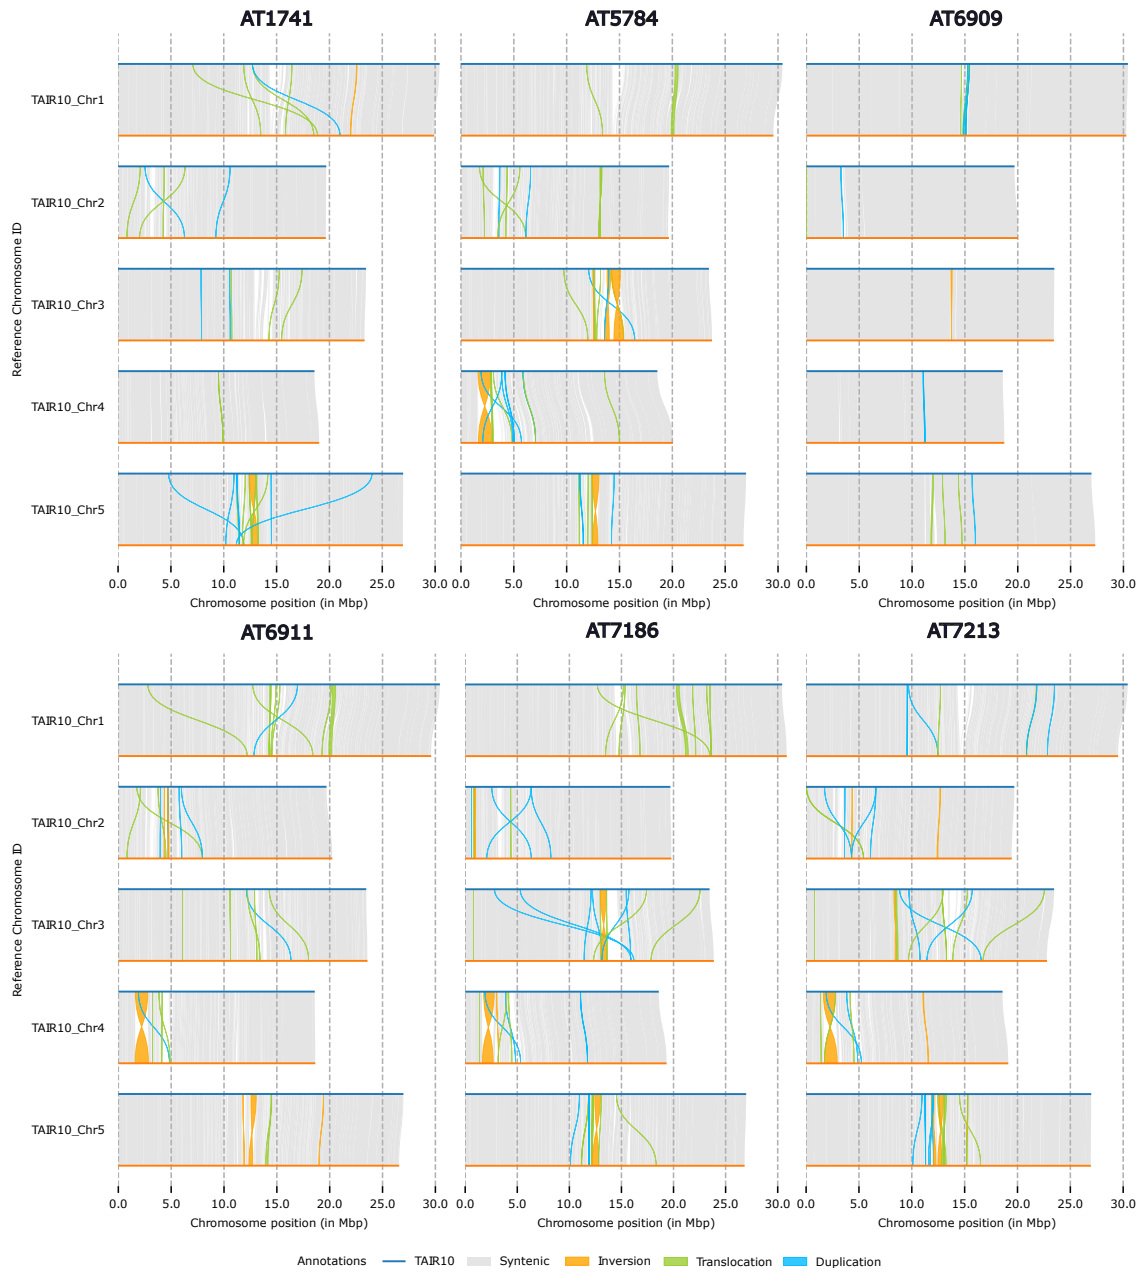 AT1741 AT5784 AT6909
Reference Chromosome ID
TAIR10_Chr1
TAIR10_Chr2
TAIR10_Chr3
TAIR10_Chr4
TAIR10_Chr5
0.0 5.0 10.0 15.0 20.0 25.0 30.0 0.0 5.0 10.0 15.0 20.0 25.0 30.0 0.0 5.0 10.0 15.0 20.0 25.0 30.0
Chromosome position (in Mbp) Chromosome position (in Mbp) Chromosome position (in Mbp)
AT6911 AT7186 AT7213
Reference Chromosome ID
TAIR10_Chr1
TAIR10_Chr2
TAIR10_Chr3
TAIR10_Chr4
TAIR10_Chr5
0.0 5.0 10.0 15.0 20.0 25.0 30.0 0.0 5.0 10.0 15.0 20.0 25.0 30.0 0.0 5.0 10.0 15.0 20.0 25.0 30.0
Chromosome position (in Mbp) Chromosome position (in Mbp) Chromosome position (in Mbp)
Annotations TAIR10 Syntenic Inversion Translocation Duplication